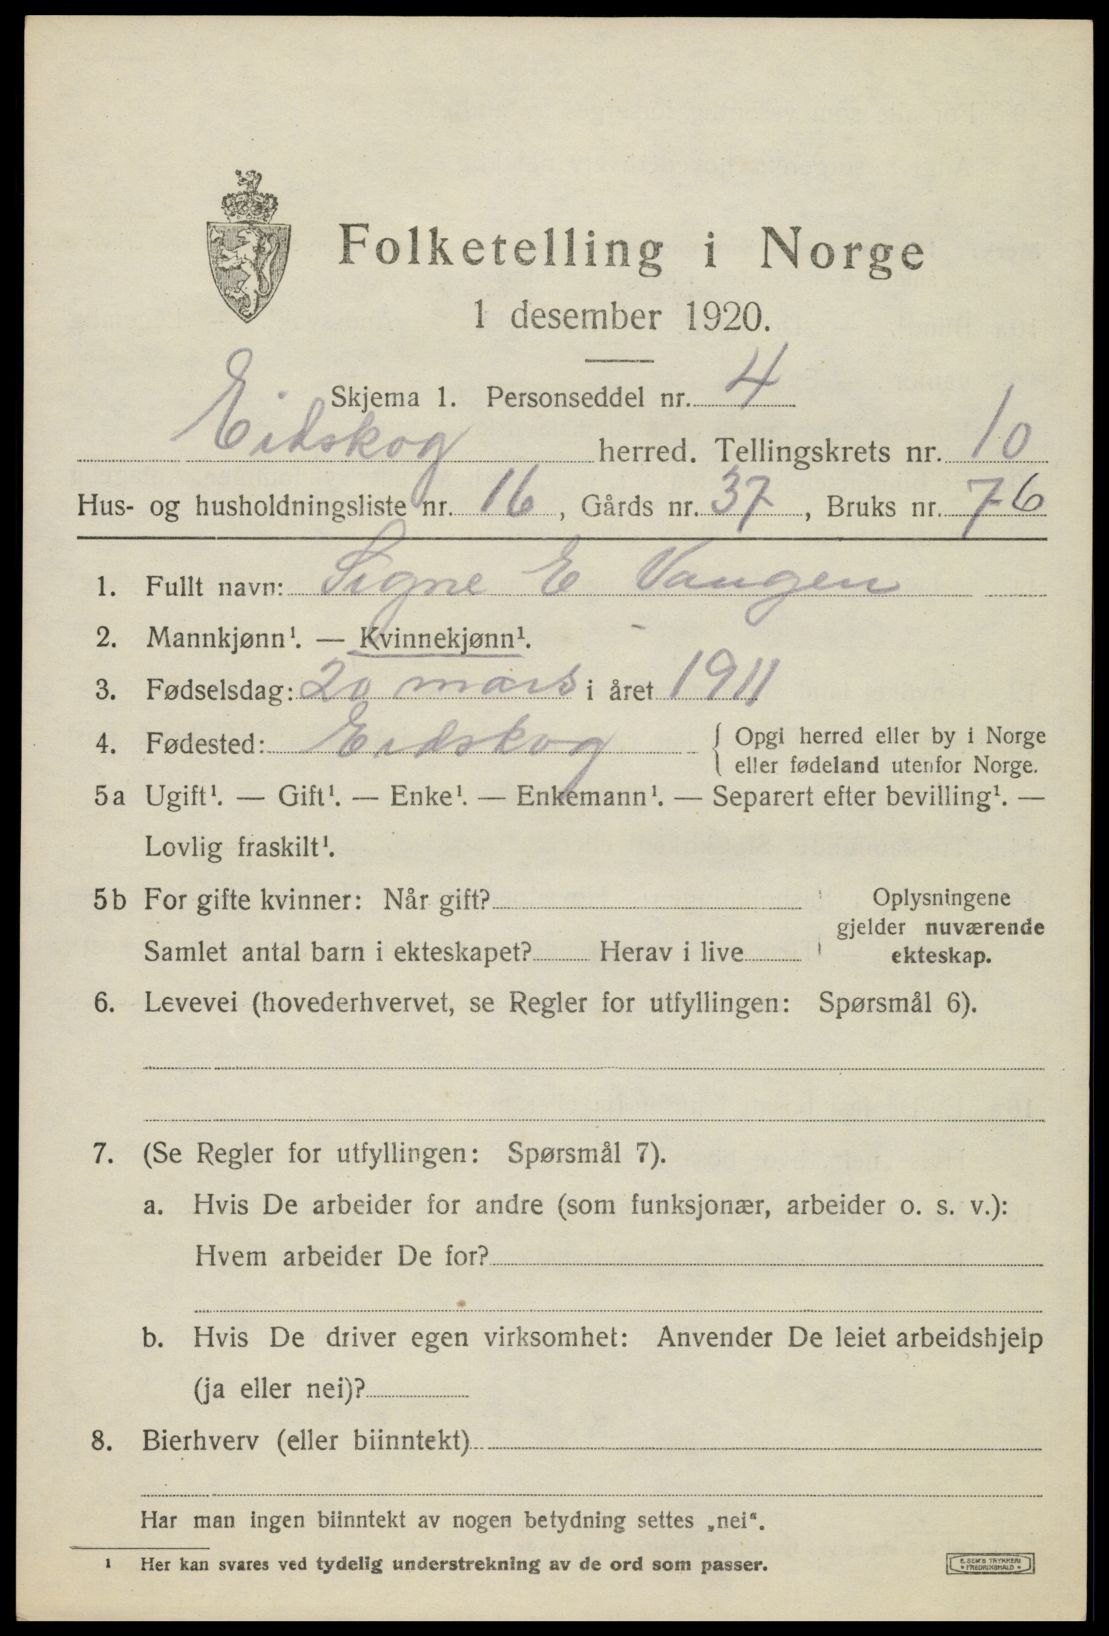 Folketelling i Norge
1 desember 1920.
Skjema 1. Personseddel nr. 4
Eidskog herred. Tellingskrets nr. 10
Hus- og husholdningsliste nr. 16, Gårds nr. 37, Bruks nr. 76
1. Fullt navn: Signe E Vangen
2. Mannkjønn¹. — Kvinnekjønn¹.
3. Fødselsdag: 20 mars i året 1911
4. Fødested: Eidskog { Opgi herred eller by i Norge
eller fødeland utenfor Norge.
5a Ugift¹. — Gift¹. — Enke¹. — Enkemann¹. — Separert efter bevilling¹. —
Lovlig fraskilt¹.
5b For gifte kvinner: Når gift? Oplysningene
gjelder nuværende
Samlet antal barn i ekteskapet? Herav i live ekteskap.
6. Levevei (hovederhvervet, se Regler for utfyllingen: Spørsmål 6).
7. (Se Regler for utfyllingen: Spørsmål 7).
a. Hvis De arbeider for andre (som funksjonær, arbeider o. s. v.):
Hvem arbeider De for?
b. Hvis De driver egen virksomhet: Anvender De leiet arbeidshjelp
(ja eller nei)?
8. Bierhverv (eller biinntekt)
Har man ingen biinntekt av nogen betydning settes „nei“.
¹ Her kan svares ved tydelig understrekning av de ord som passer.
E. SEM'S TRYKKERI
FREDRIKSHALD